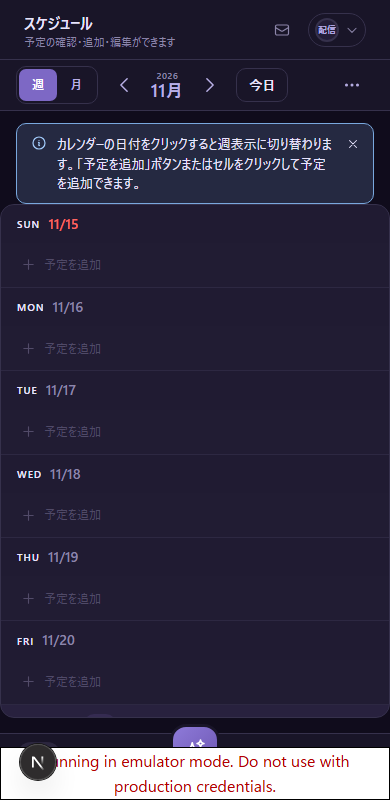 スケジュール
予定の確認・追加・編集ができます
配信
週
月
2026
11月
今日
カレンダーの日付をクリックすると週表示に切り替わりま
す。「予定を追加」ボタンまたはセルをクリックして予定
を追加できます。
SUN 11/15
予定を追加
MON 11/16
予定を追加
TUE 11/17
予定を追加
WED 11/18
予定を追加
THU 11/19
予定を追加
FRI 11/20
予定を追加
N
nning in emulator mode. Do not use with
production credentials.